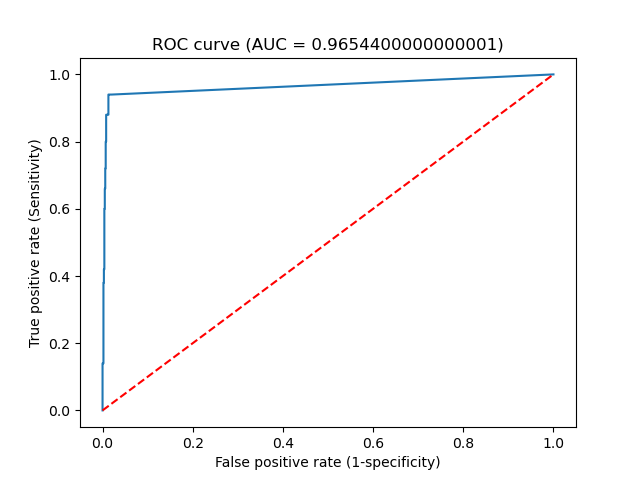 ROC curve (AUC = 0.9654400000000001)
1.0
0.8
0.6
0.4
0.2
0.0
True positive rate (Sensitivity)
0.0 0.2 0.4 0.6 0.8 1.0
False positive rate (1-specificity)